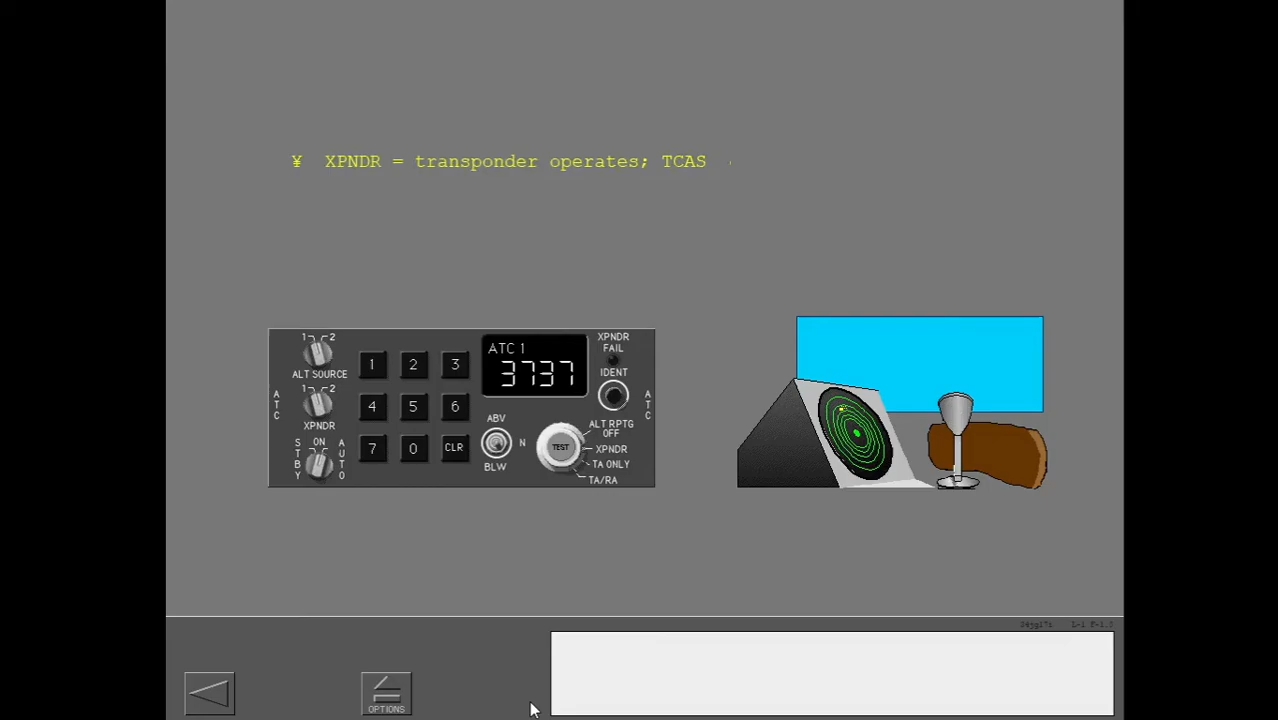 ¥ XPNDR = transponder operates; TCAS
1 2
ALT SOURCE
1 2
XPNDR
STBY ON AUTO
ATC
1 2 3
4 5 6
7 0 CLR
ATC 1
3737
ABV
N
BLW
XPNDR
FAIL
IDENT
ATC
ALT RPTG
OFF
XPNDR
TA ONLY
TA/RA
TEST
OPTIONS